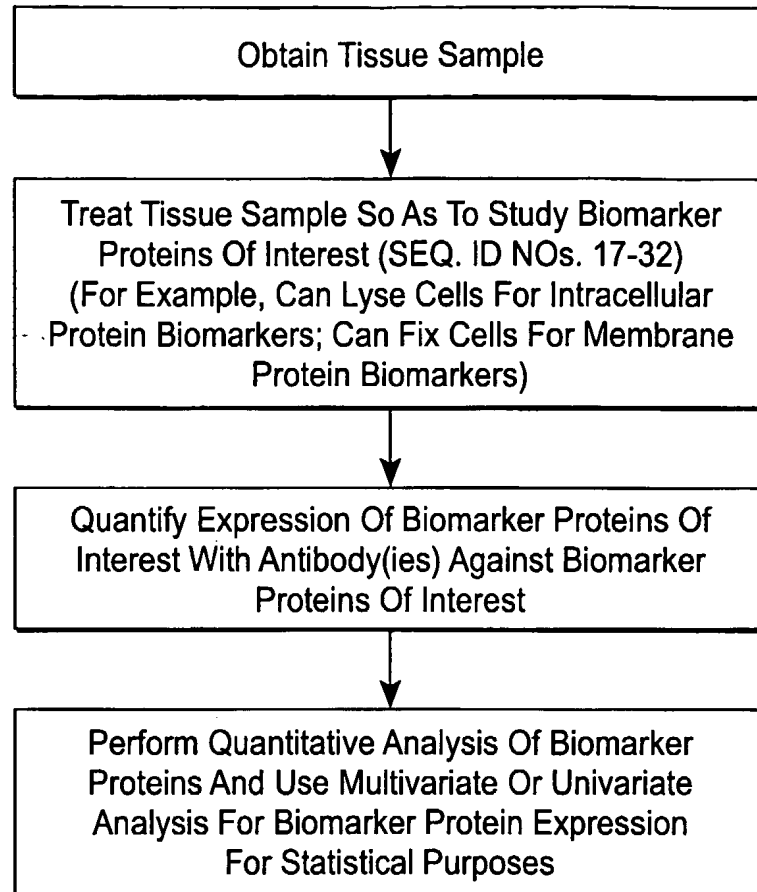 Obtain Tissue Sample
Treat Tissue Sample So As To Study Biomarker
Proteins Of Interest (SEQ. ID NOs. 17-32)
(For Example, Can Lyse Cells For Intracellular
Protein Biomarkers; Can Fix Cells For Membrane
Protein Biomarkers)
Quantify Expression Of Biomarker Proteins Of
Interest With Antibody(ies) Against Biomarker
Proteins Of Interest
Perform Quantitative Analysis Of Biomarker
Proteins And Use Multivariate Or Univariate
Analysis For Biomarker Protein Expression
For Statistical Purposes